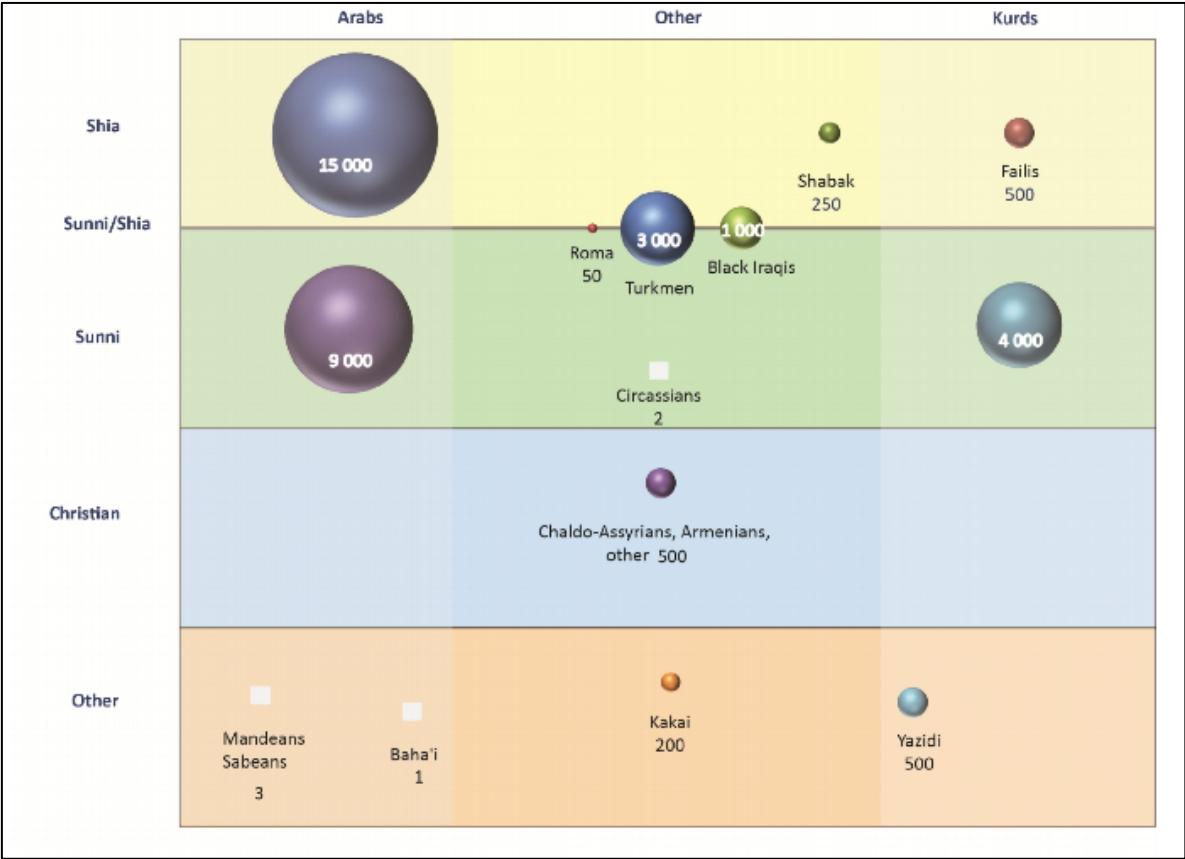 Arabs Other Kurds
Shia
15 000
Shabak
250
Failis
500
Sunni/Shia
Roma
50
3 000
Turkmen
1 000
Black Iraqis
Sunni
9 000
4 000
Circassians
2
Christian
Chaldo-Assyrians, Armenians,
other 500
Other
Mandeans
Sabeans
3
Baha'i
1
Kakai
200
Yazidi
500